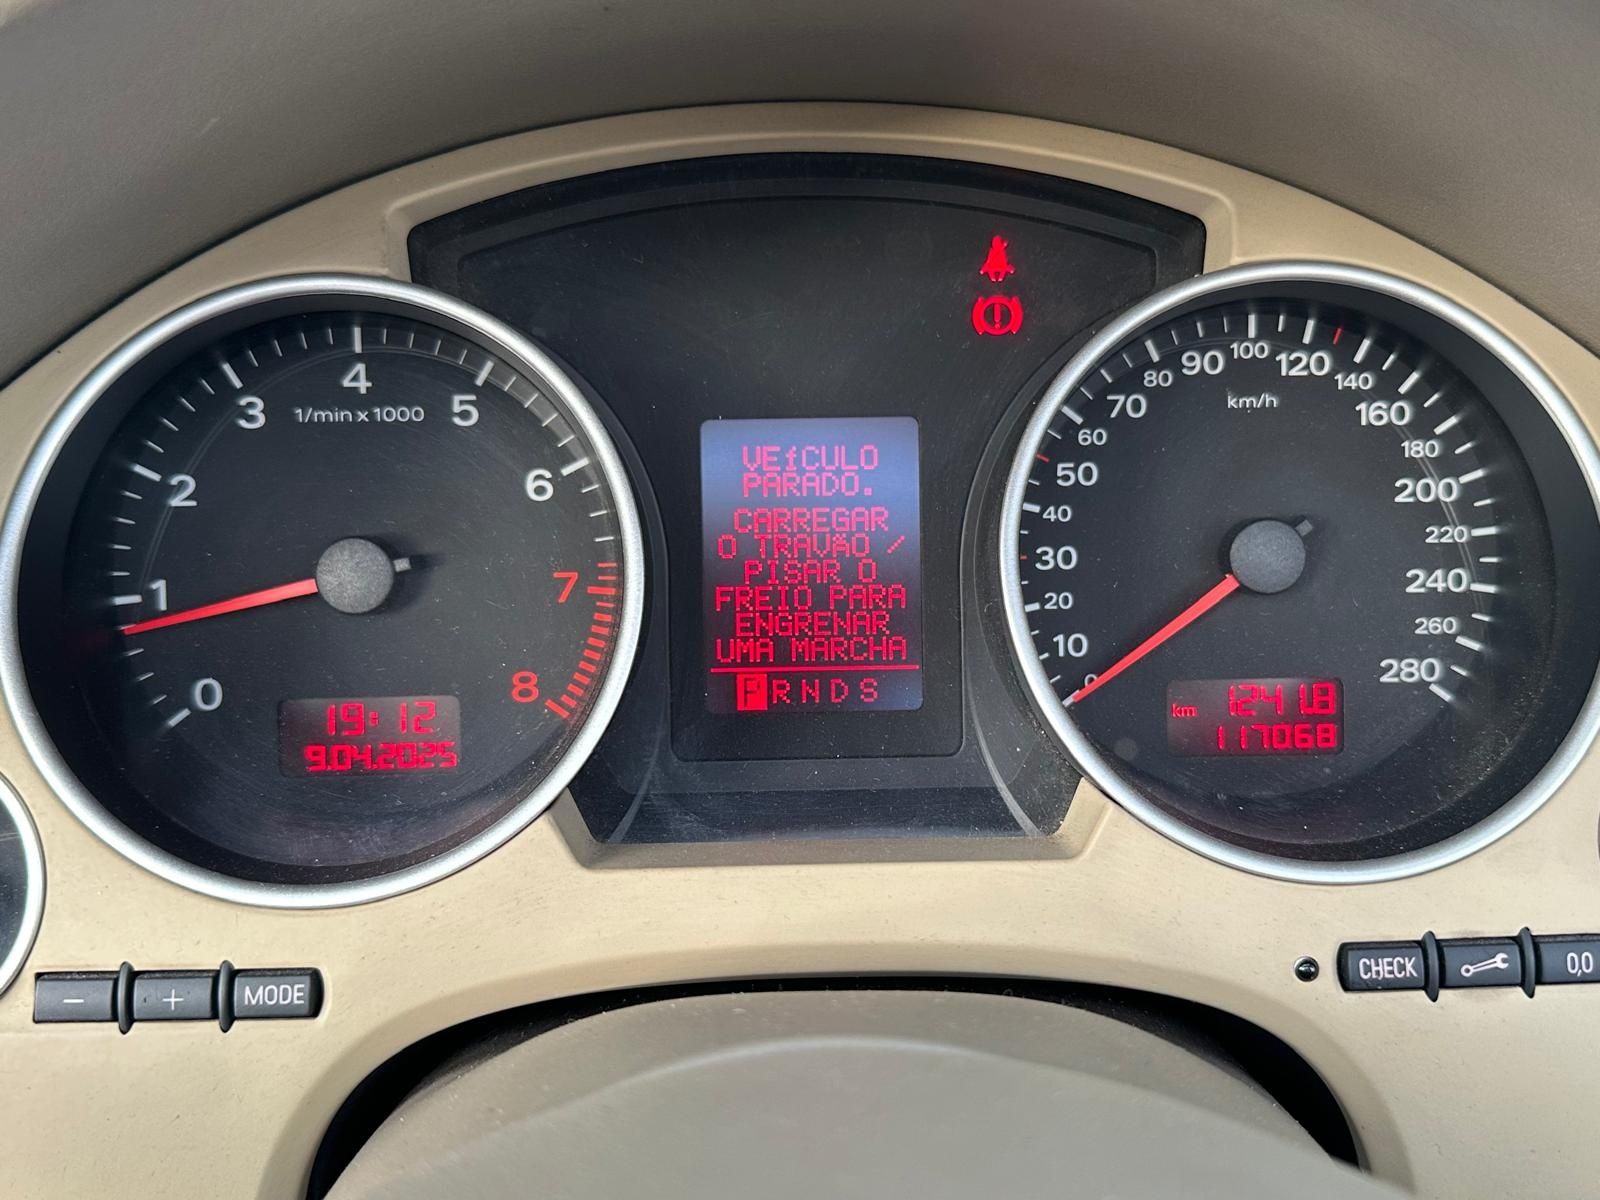 1/min x 1000
0
1
2
3
4
5
6
7
8
19:12
9.04.2025
VEíCULO
PARADO.
CARREGAR
O TRAVÃO /
PISAR O
FREIO PARA
ENGRENAR
UMA MARCHA
P R N D S
km/h
0
10
20
30
40
50
60
70
80
90
100
120
140
160
180
200
220
240
260
280
km 1241.8
117068
- + MODE
CHECK 0,0